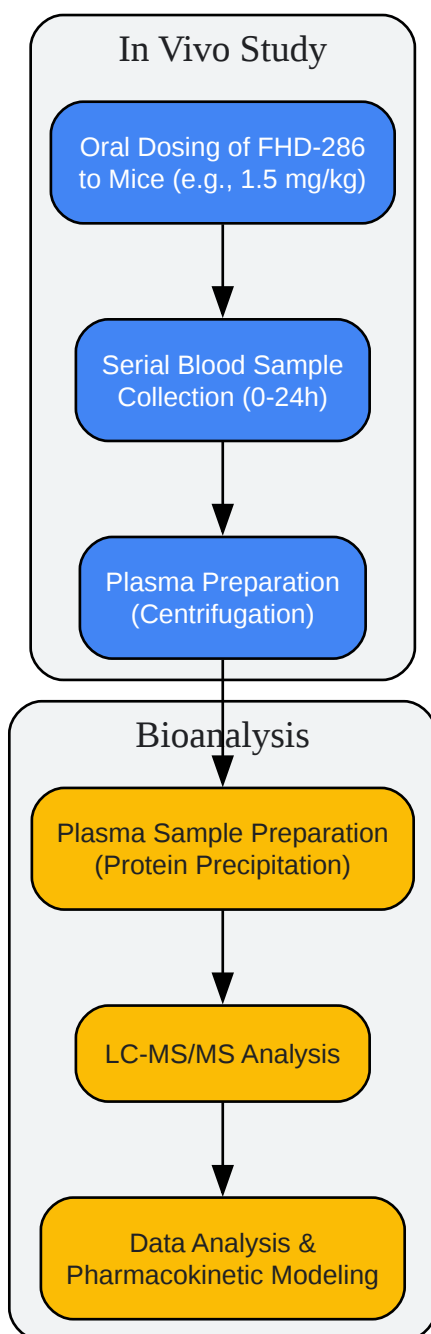 In Vivo Study
Oral Dosing of FHD-286
to Mice (e.g., 1.5 mg/kg)
Serial Blood Sample
Collection (0-24h)
Plasma Preparation
(Centrifugation)
Bioanalysis
Plasma Sample Preparation
(Protein Precipitation)
LC-MS/MS Analysis
Data Analysis &
Pharmacokinetic Modeling